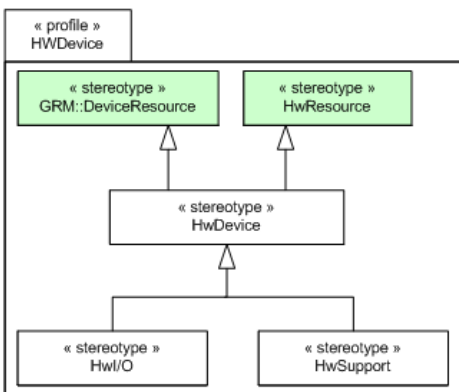 « profile »
HWDevice
« stereotype »
GRM::DeviceResource
« stereotype »
HwResource
« stereotype »
HwDevice
« stereotype »
HwI/O
« stereotype »
HwSupport